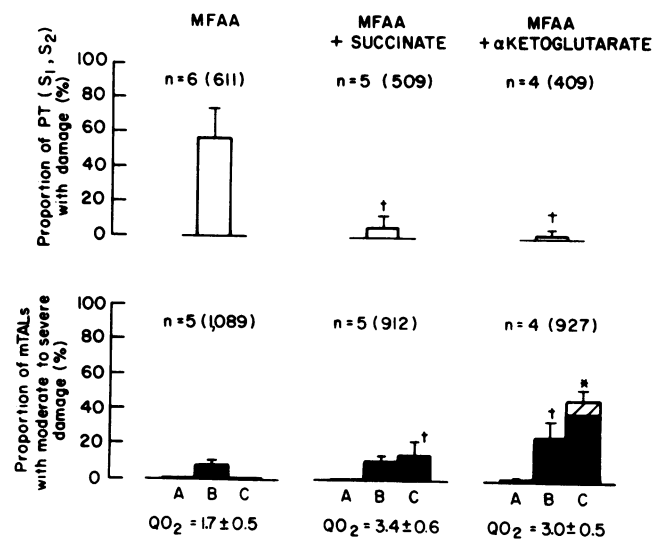 MFAA
MFAA
+ SUCCINATE
MFAA
+ αKETOGLUTARATE
Proportion of PT (S1, S2)
with damage (%)
100
80
60
40
20
0
n=6 (611)
n=5 (509)
n=4 (409)
†
†
Proportion of mTALs
with moderate to severe
damage (%)
100
80
60
40
20
0
n=5 (1,089)
n=5 (912)
n=4 (927)
†
†
*
A B C
A B C
A B C
QO2 = 1.7±0.5
QO2 = 3.4±0.6
QO2 = 3.0±0.5